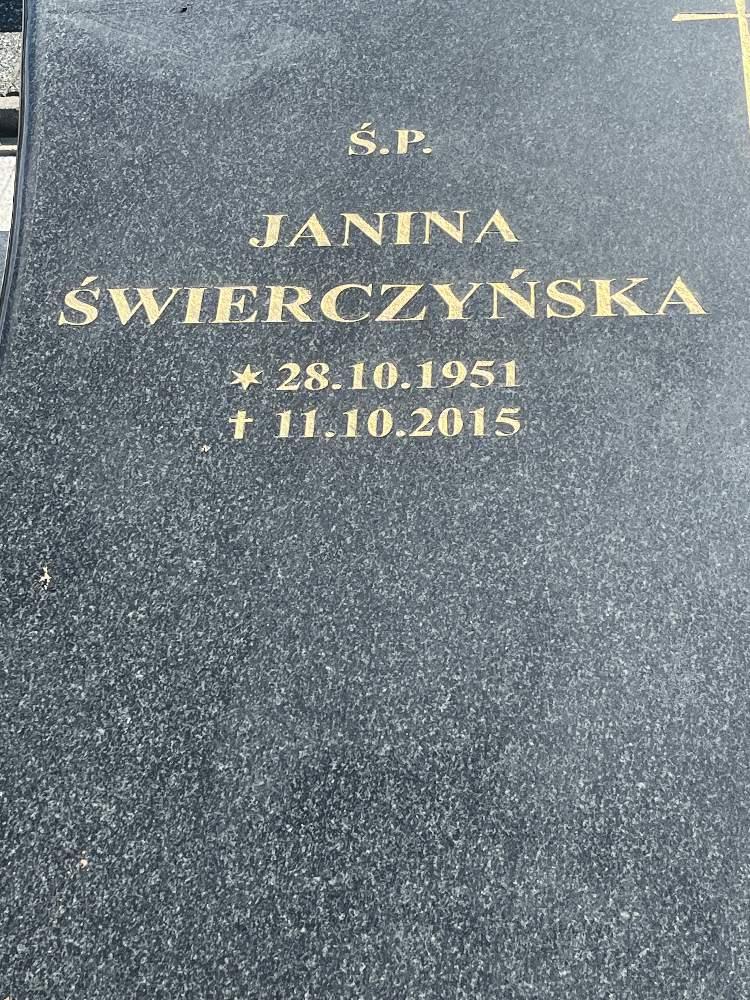 Ś.P.
JANINA
ŚWIERCZYŃSKA
✶ 28.10.1951
✝ 11.10.2015